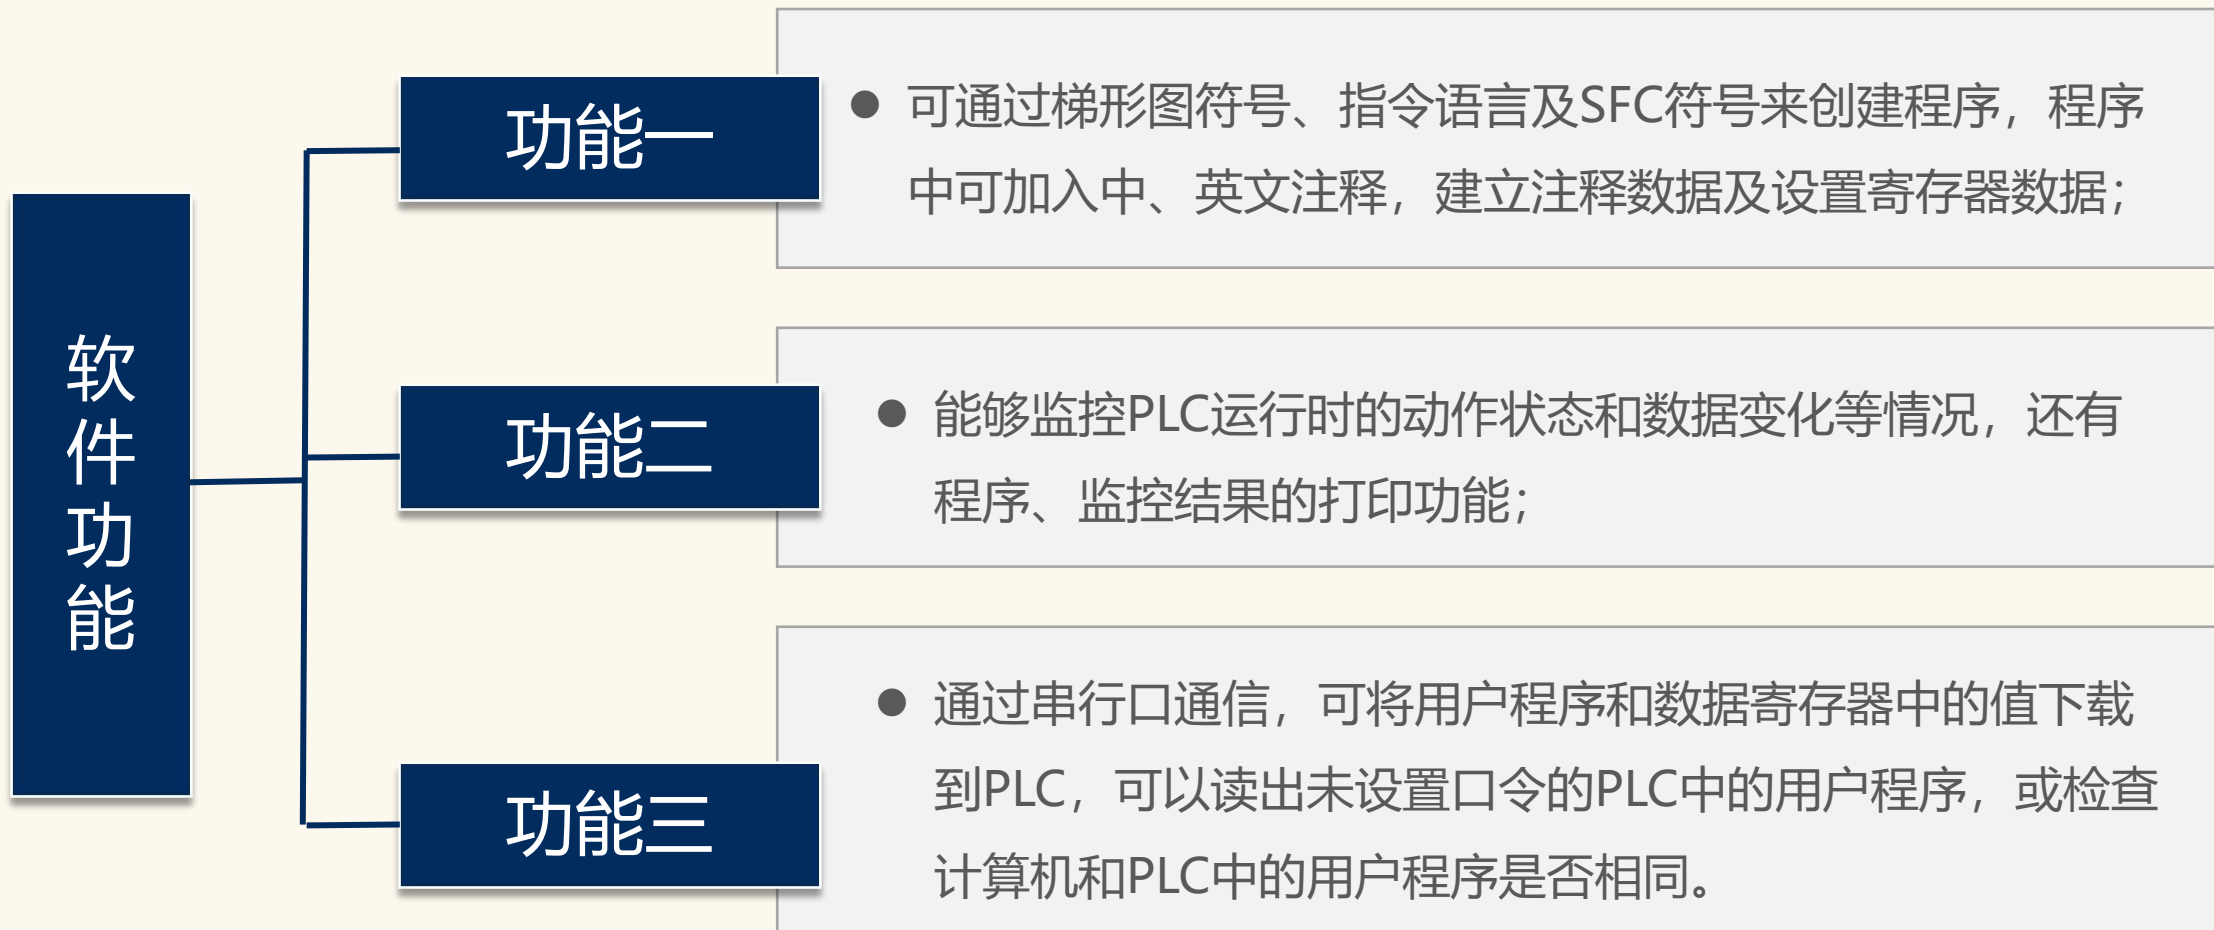 软件功能
功能一
可通过梯形图符号、指令语言及SFC符号来创建程序，程序
中可加入中、英文注释，建立注释数据及设置寄存器数据；
功能二
能够监控PLC运行时的动作状态和数据变化等情况，还有
程序、监控结果的打印功能；
功能三
通过串行口通信，可将用户程序和数据寄存器中的值下载
到PLC，可以读出未设置口令的PLC中的用户程序，或检查
计算机和PLC中的用户程序是否相同。